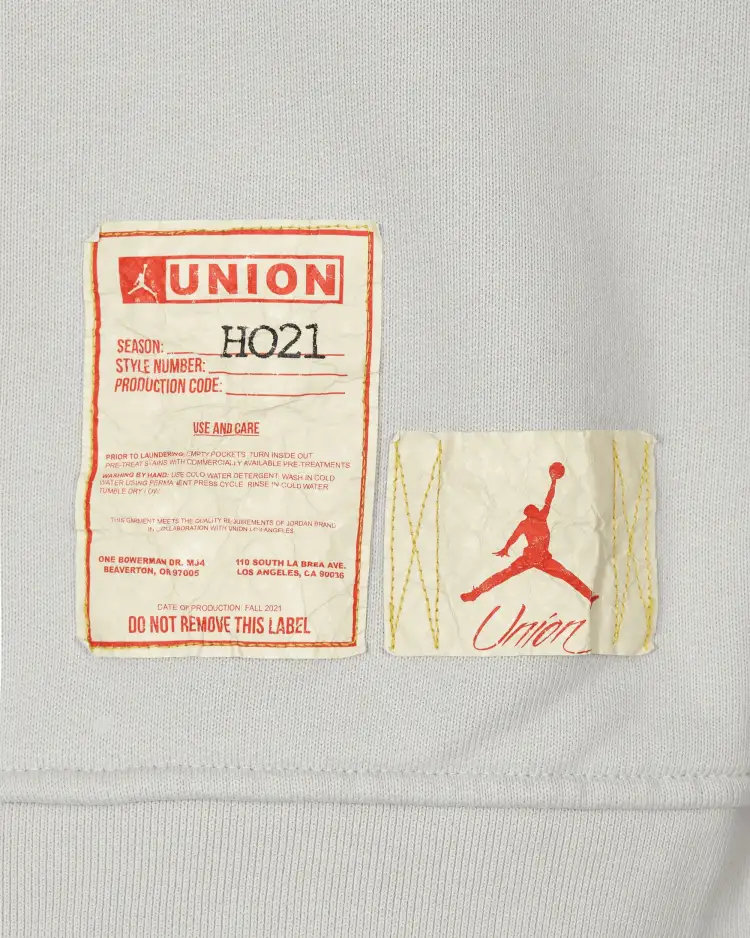 UNION
SEASON: HO21
STYLE NUMBER:
PRODUCTION CODE:
USE AND CARE
PRIOR TO LAUNDERING: EMPTY POCKETS. TURN INSIDE OUT
PRE-TREAT STAINS WITH COMMERCIALLY AVAILABLE PRE-TREATMENTS
WASHING BY HAND: USE COLD WATER DETERGENT. WASH IN COLD
WATER USING PERMANENT PRESS CYCLE. RINSE IN COLD WATER
TUMBLE DRY LOW
THIS GARMENT MEETS THE QUALITY REQUIREMENTS OF JORDAN BRAND
IN COLLABORATION WITH UNION LOS ANGELES
ONE BOWERMAN DR. MJ4
BEAVERTON, OR 97005
110 SOUTH LA BREA AVE.
LOS ANGELES, CA 90036
DATE OF PRODUCTION: FALL 2021
DO NOT REMOVE THIS LABEL
Union